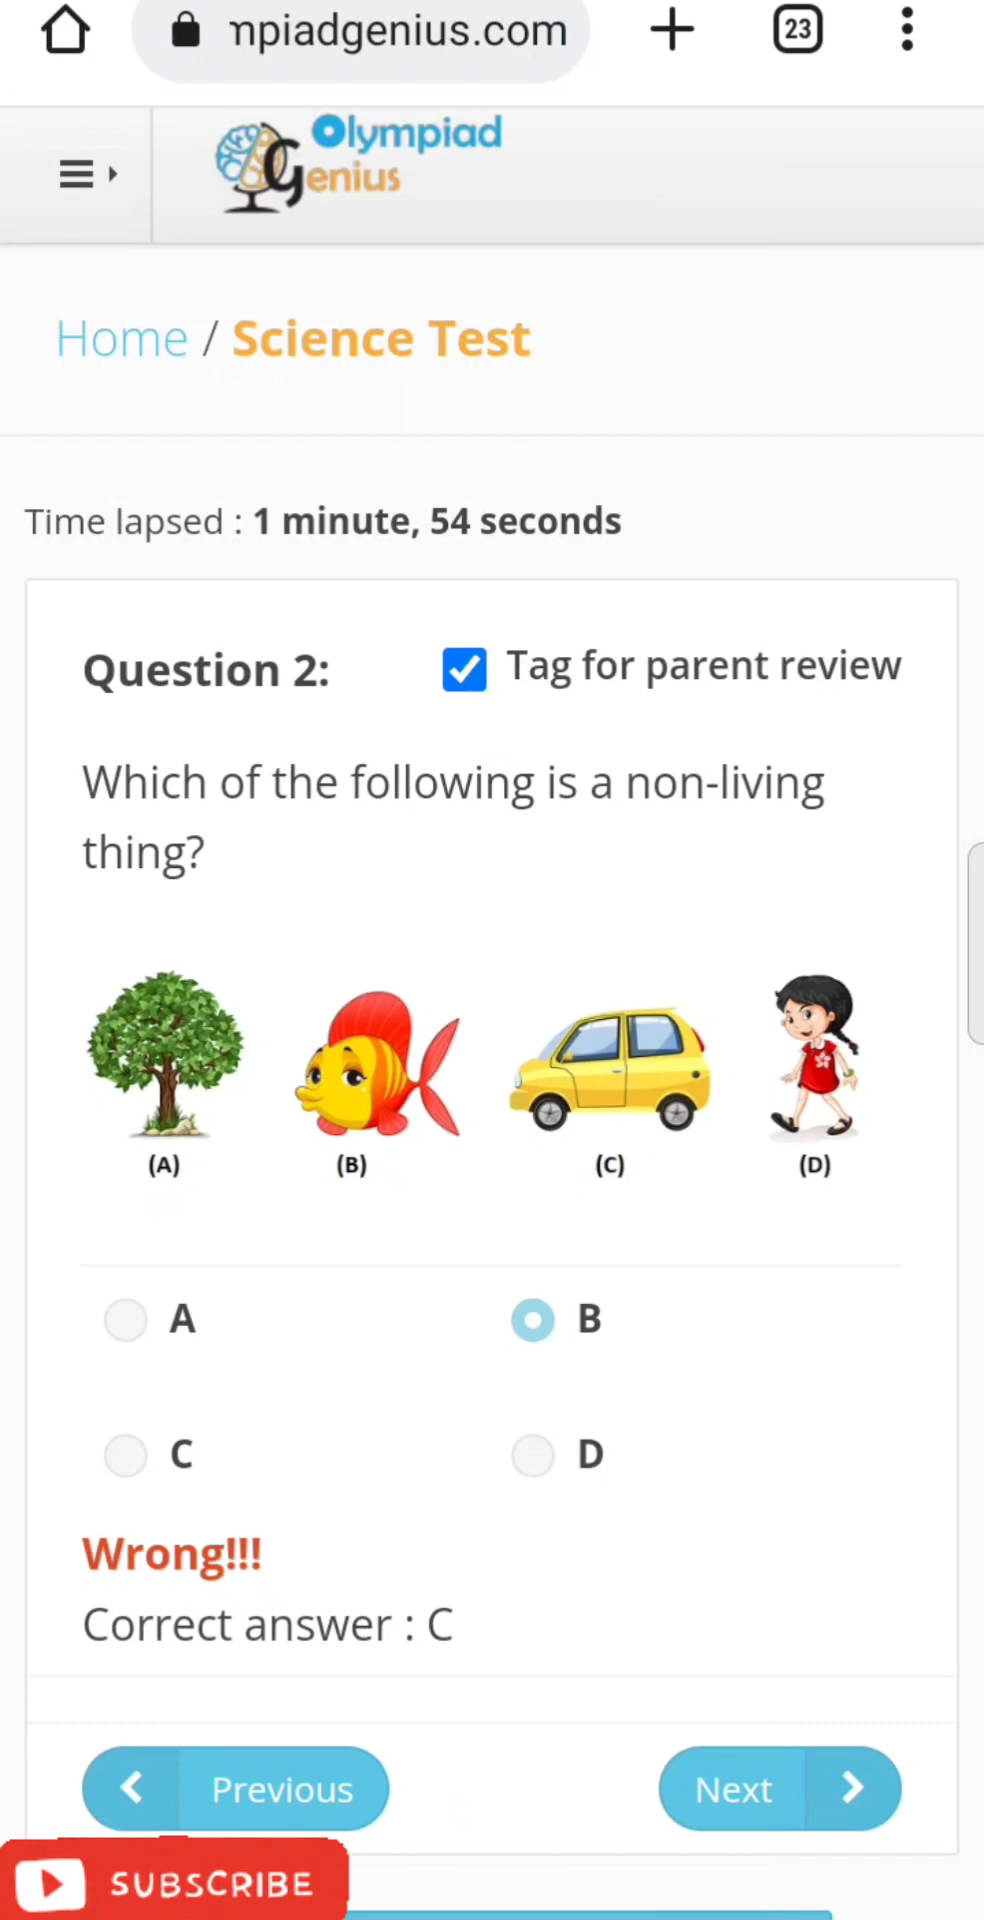 mpiadgenius.com
23
Olympiad
Genius
Home / Science Test
Time lapsed : 1 minute, 54 seconds
Question 2:
Tag for parent review
Which of the following is a non-living
thing?
(A) (B) (C) (D)
A
B
C
D
Wrong!!!
Correct answer : C
Previous
Next
SUBSCRIBE